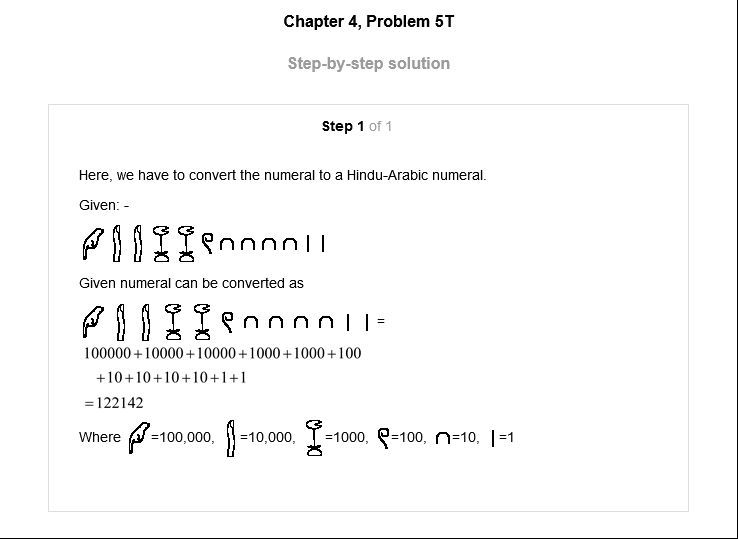 Chapter 4, Problem 5T
Step-by-step solution
Step 1 of 1
Here, we have to convert the numeral to a Hindu-Arabic numeral.
Given: -
𓂭𓂭𓆼𓆼𓍢∩∩∩∩||
Given numeral can be converted as
=
100000+10000+10000+1000+1000+100
+10+10+10+10+1+1
=122142
Where =100,000, =10,000, =1000, =100, ∩=10, |=1